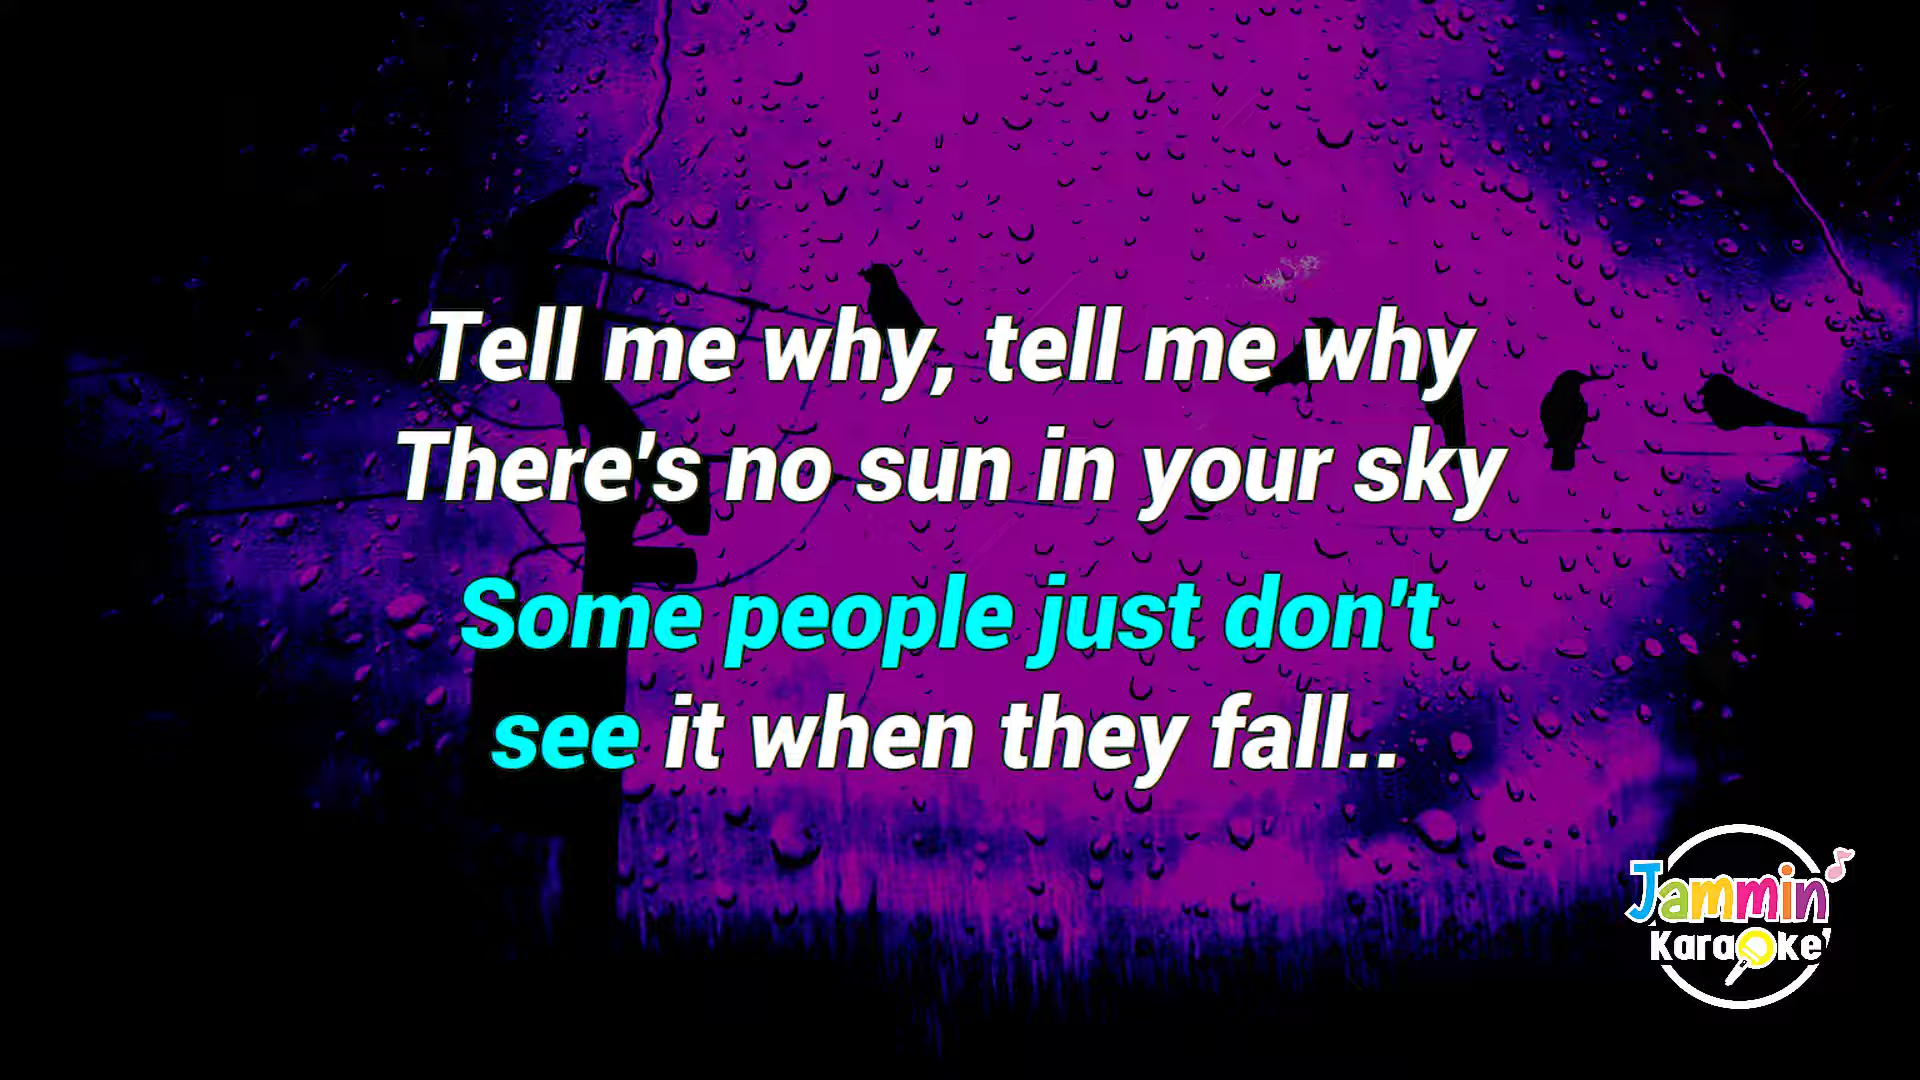 Tell me why, tell me why
There's no sun in your sky
Some people just don't
see it when they fall..
Jammin'
Karaoke